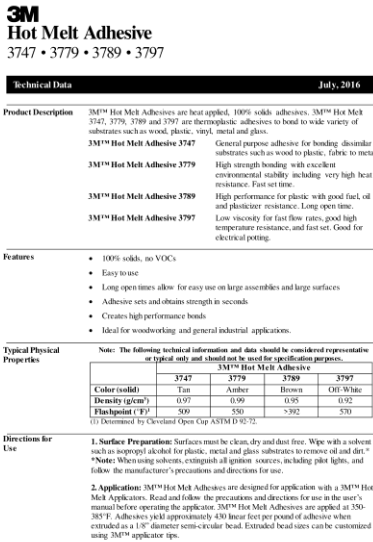 3M
Hot Melt Adhesive
3747 • 3779 • 3789 • 3797
Technical Data July, 2016
Product Description 3M™ Hot Melt Adhesives are heat applied, 100% solids adhesives. 3M™ Hot Melt
3747, 3779, 3789 and 3797 are thermoplastic adhesives to bond to wide variety of
substrates such as wood, plastic, vinyl, metal and glass.
3M™ Hot Melt Adhesive 3747 General purpose adhesive for bonding dissimilar
substrates such as wood to plastic, fabric to meta
3M™ Hot Melt Adhesive 3779 High strength bonding with excellent
environmental stability including very high heat
resistance. Fast set time.
3M™ Hot Melt Adhesive 3789 High performance for plastic with good fuel, oil
and plasticizer resistance. Long open time.
3M™ Hot Melt Adhesive 3797 Low viscosity for fast flow rates, good high
temperature resistance, and fast set. Good for
electrical potting.
Features • 100% solids, no VOCs
• Easy to use
• Long open times allow for easy use on large assemblies and large surfaces
• Adhesive sets and obtains strength in seconds
• Creates high performance bonds
• Ideal for woodworking and general industrial applications.
Typical Physical Note: The following technical information and data should be considered representative
Properties or typical only and should not be used for specification purposes.
3M™ Hot Melt Adhesive
3747 3779 3789 3797
Color (solid) Tan Amber Brown Off-White
Density (g/cm³) 0.97 0.99 0.95 0.92
Flashpoint (°F)¹ 509 550 >392 570
(1) Determined by Cleveland Open Cup ASTM D 92-72.
Directions for 1. Surface Preparation: Surfaces must be clean, dry and dust free. Wipe with a solvent
Use such as isopropyl alcohol for plastic, metal and glass substrates to remove oil and dirt.*
*Note: When using solvents, extinguish all ignition sources, including pilot lights, and
follow the manufacturer's precautions and directions for use.
2. Application: 3M™ Hot Melt Adhesives are designed for application with a 3M™ Hot
Melt Applicators. Read and follow the precautions and directions for use in the user's
manual before operating the applicator. 3M™ Hot Melt Adhesives are applied at 350-
385°F. Adhesives yield approximately 430 linear feet per pound of adhesive when
extruded as a 1/8" diameter semi-circular bead. Extruded bead sizes can be customized
using 3M™ applicator tips.